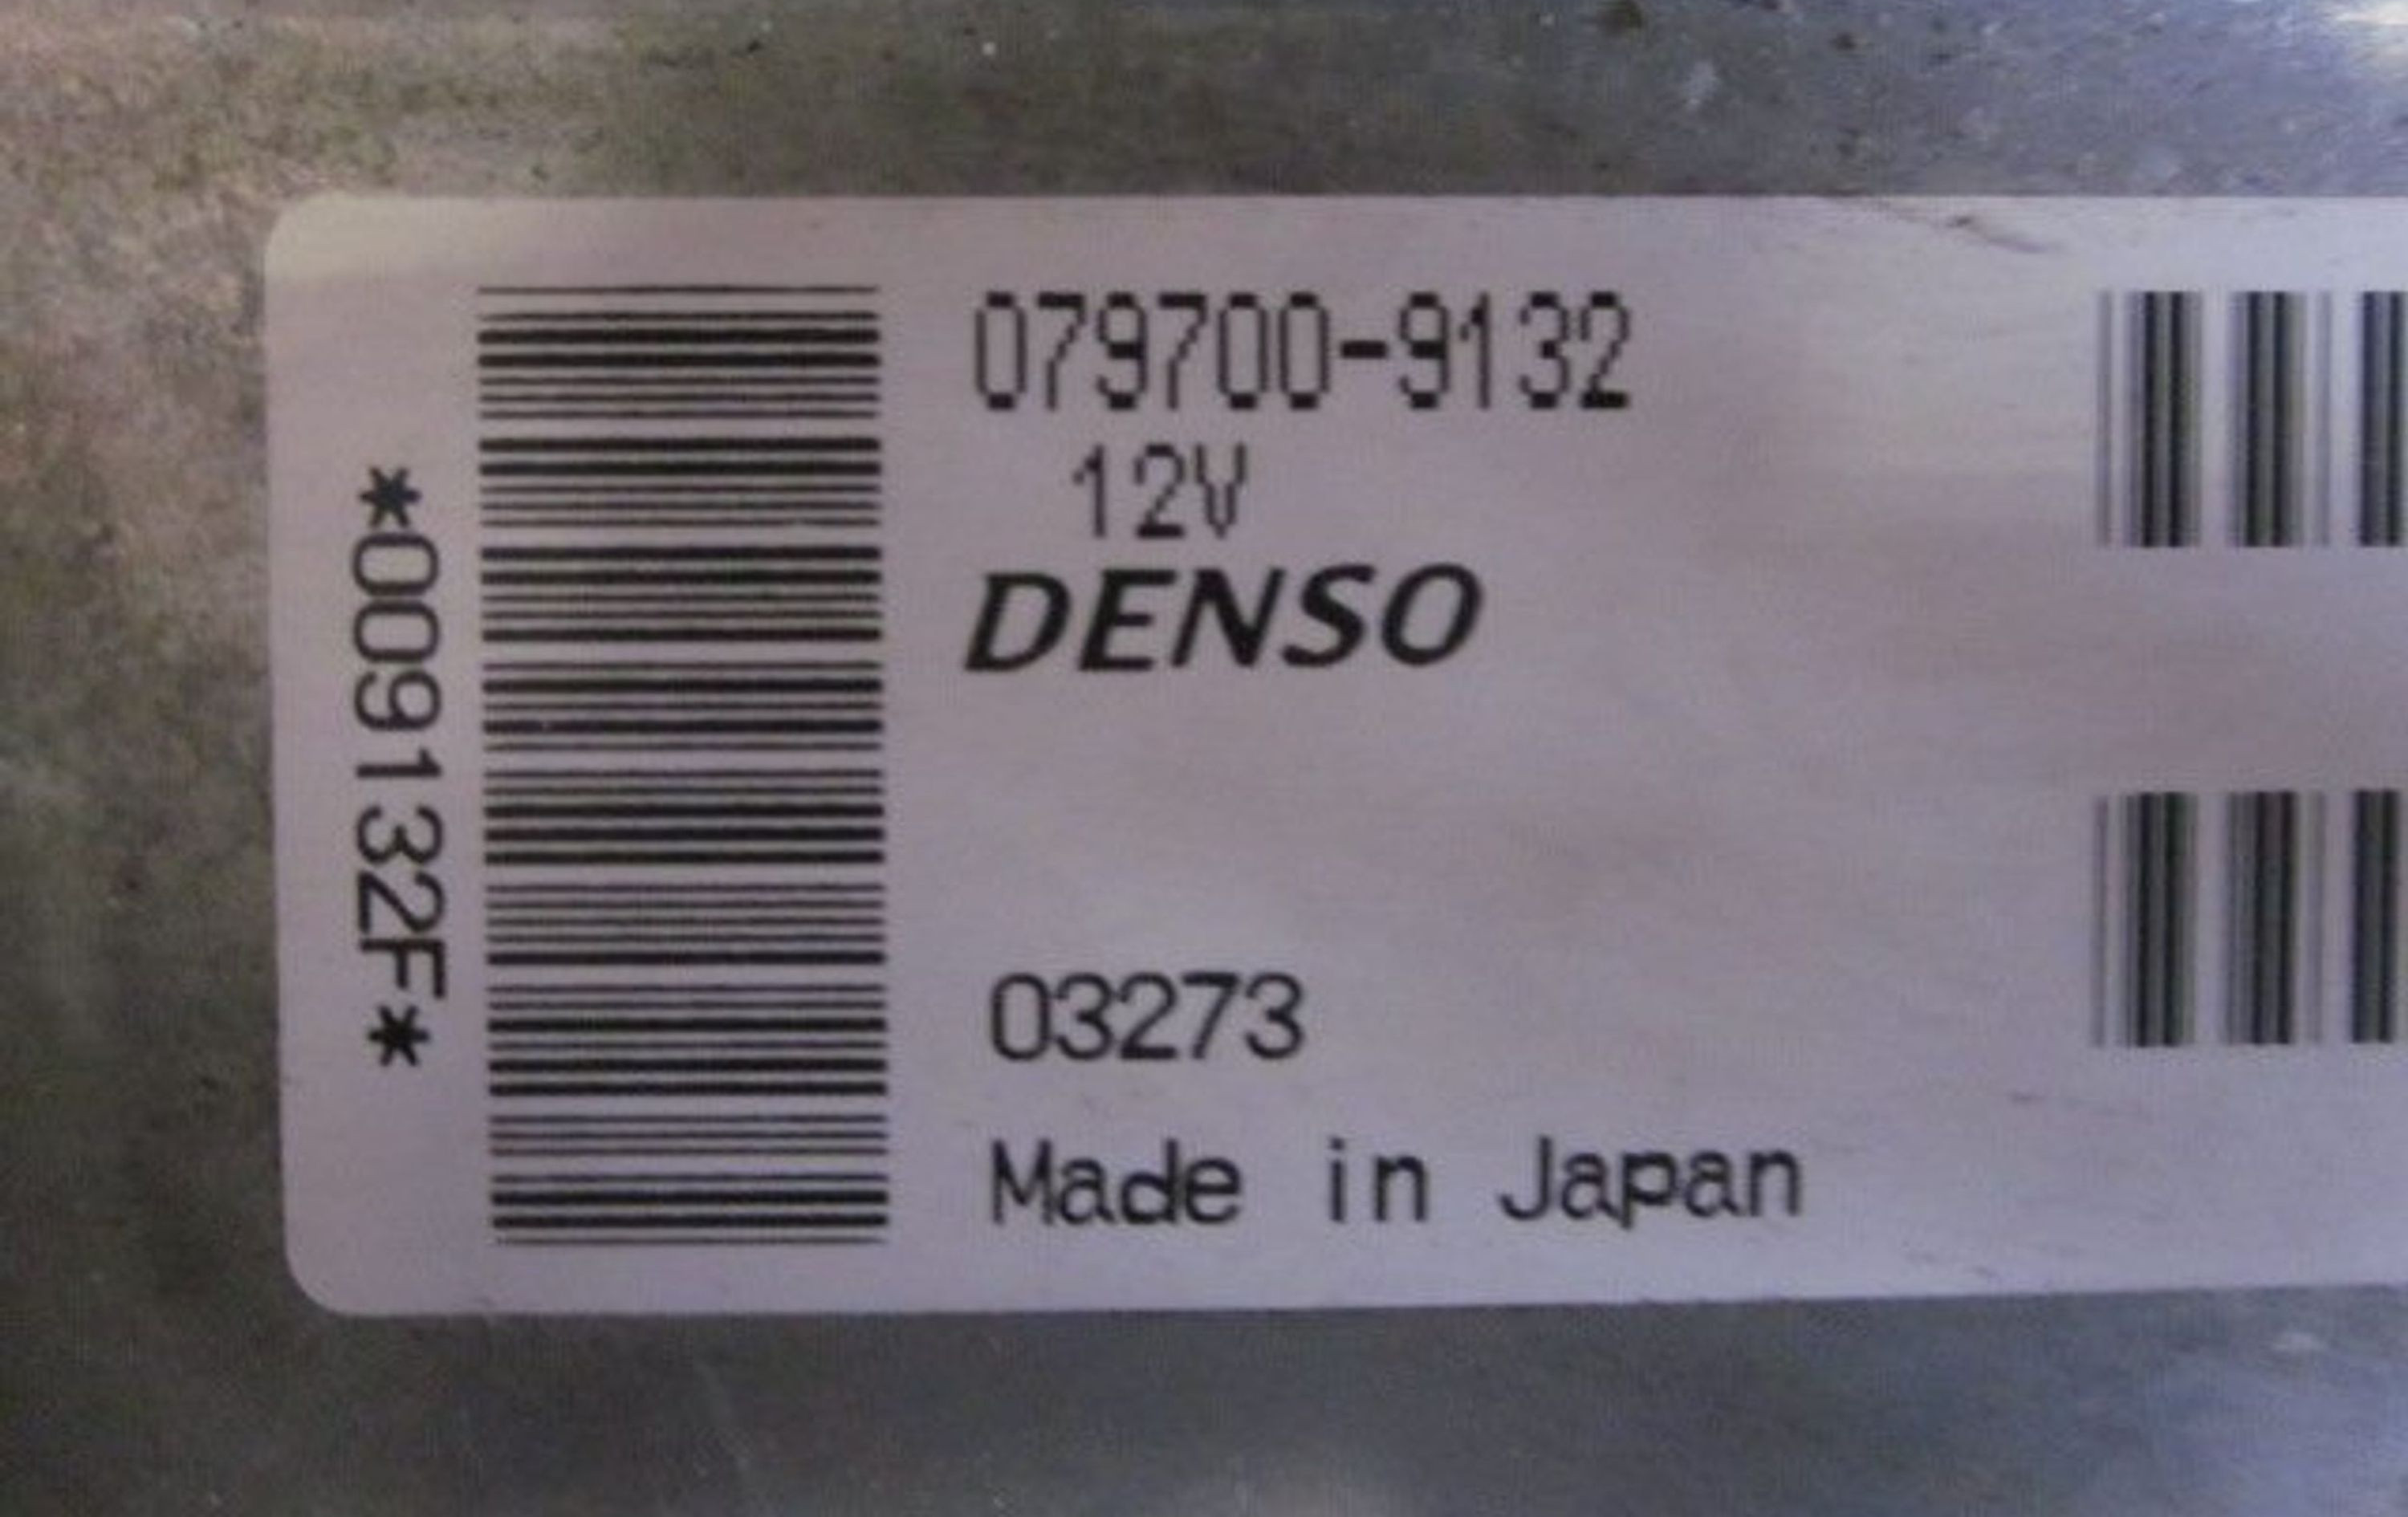 *009132F*
079700-9132
12V
DENSO
03273
Made in Japan